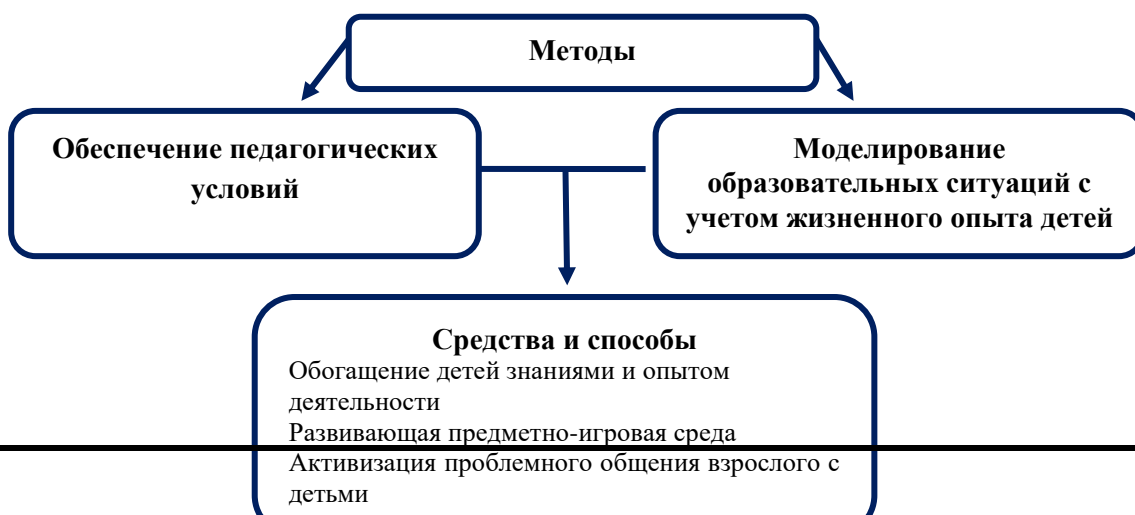 Методы
Обеспечение педагогических
условий
Моделирование
образовательных ситуаций с
учетом жизненного опыта детей
Средства и способы
Обогащение детей знаниями и опытом
деятельности
Развивающая предметно-игровая среда
Активизация проблемного общения взрослого с
детьми